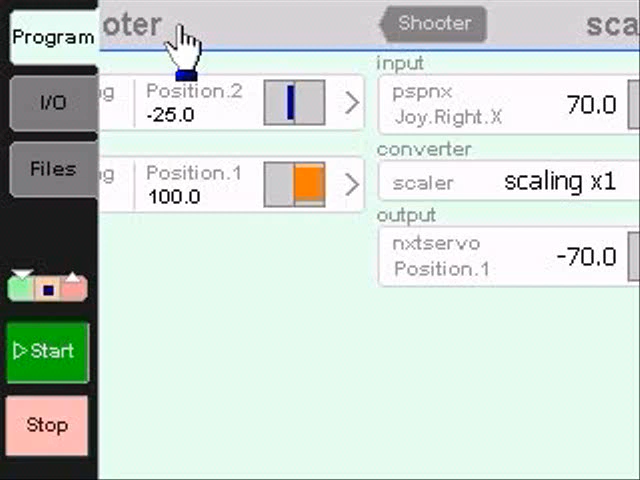 Program
I/O
Files
Start
Stop
oter
Position.2
-25.0
Position.1
100.0
Shooter
sca
input
pspnx
Joy.Right.X
70.0
converter
scaler
scaling x1
output
nxtservo
Position.1
-70.0